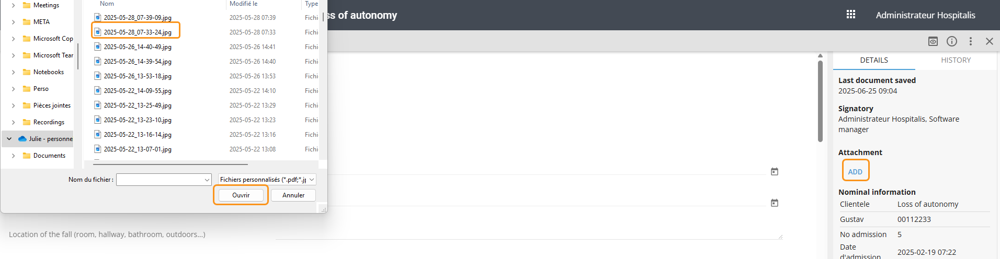 Meetings
META
Microsoft Cop
Microsoft Tear
Notebooks
Perso
Pièces jointes
Recordings
Julie - personne
Documents
Nom Modifié le Type
2025-05-28_07-39-09.jpg 2025-05-28 07:39 Fichi
2025-05-28_07-33-24.jpg 2025-05-28 07:33 Fichi
2025-05-26_14-40-49.jpg 2025-05-26 14:41 Fichi
2025-05-26_14-39-54.jpg 2025-05-26 14:40 Fichi
2025-05-26_13-53-18.jpg 2025-05-26 13:53 Fichi
2025-05-22_14-09-55.jpg 2025-05-22 14:10 Fichi
2025-05-22_13-25-49.jpg 2025-05-22 13:29 Fichi
2025-05-22_13-23-10.jpg 2025-05-22 13:23 Fichi
2025-05-22_13-16-14.jpg 2025-05-22 13:16 Fichi
2025-05-22_13-07-01.jpg 2025-05-22 13:08 Fichi
Nom du fichier : Fichiers personnalisés (*.pdf;*.jp
Ouvrir Annuler
ss of autonomy
Administrateur Hospitalis
Location of the fall (room, hallway, bathroom, outdoors...)
DETAILS HISTORY
Last document saved
2025-06-25 09:04
Signatory
Administrateur Hospitalis, Software
manager
Attachment
ADD
Nominal information
Clientele Loss of autonomy
Gustav 00112233
No admission 5
Date
d'admission 2025-02-19 07:22